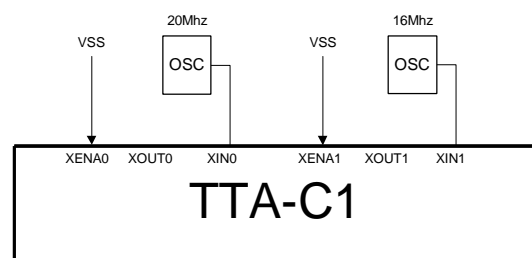 20Mhz
16Mhz
VSS
OSC
VSS
OSC
XENA0 XOUT0 XIN0 XENA1 XOUT1 XIN1
TTA-C1